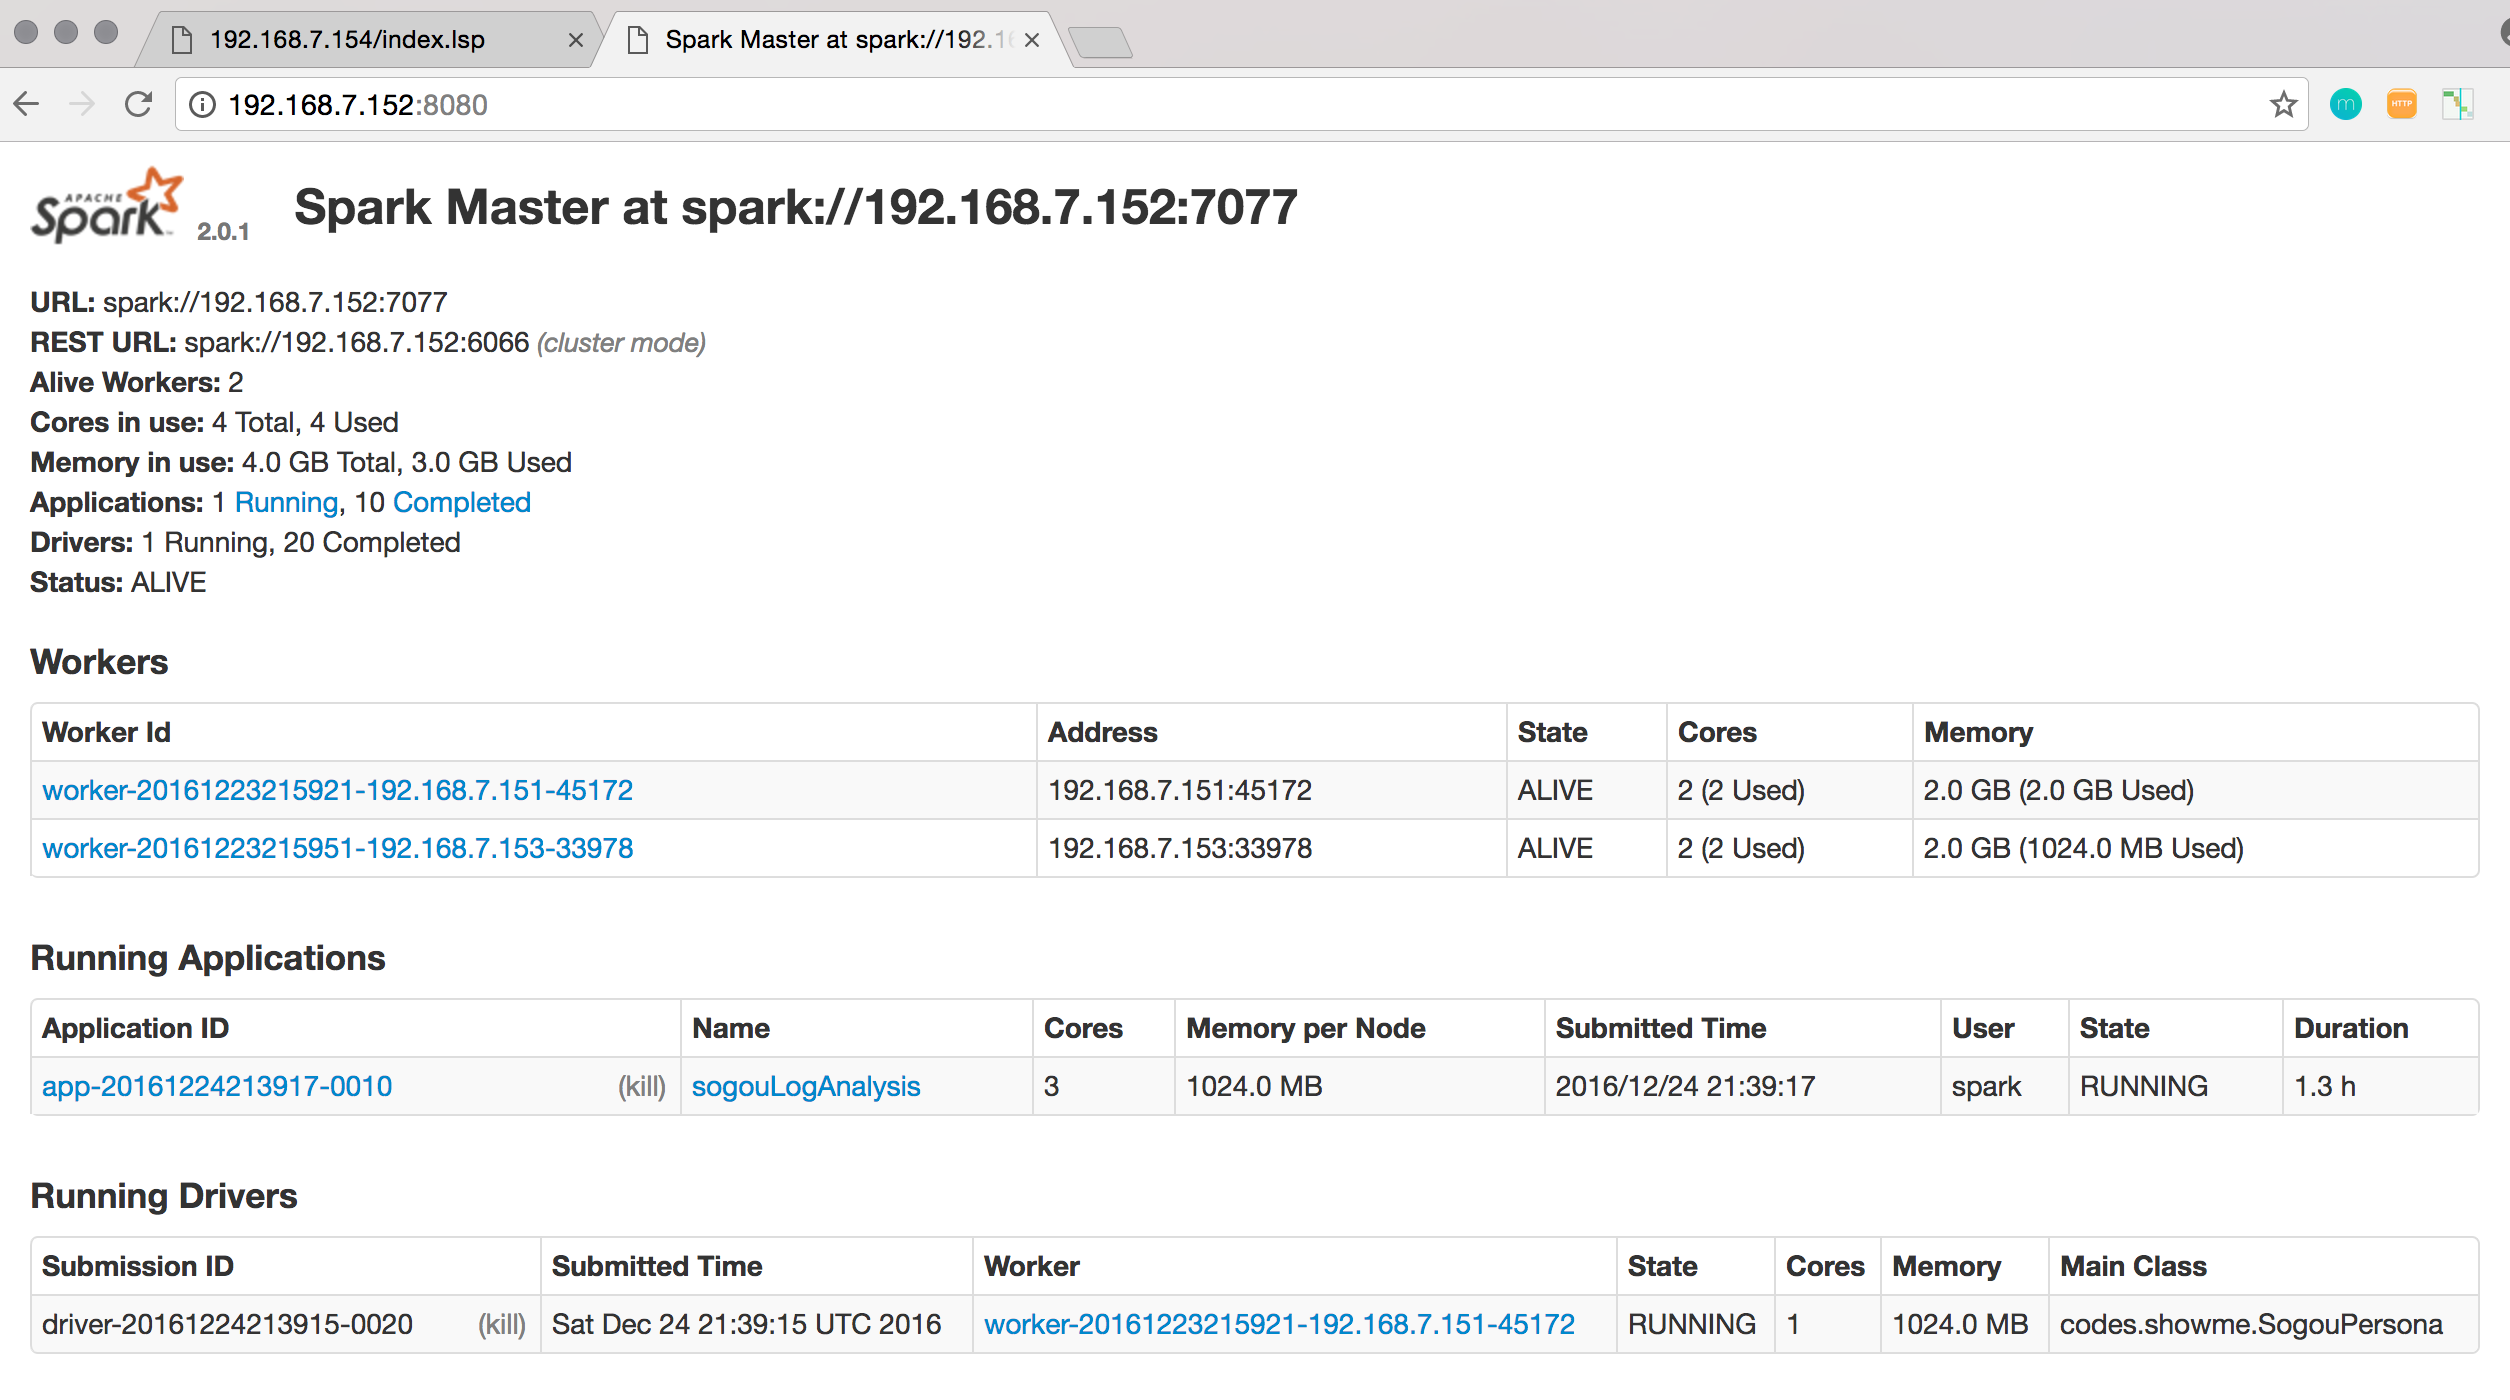 192.168.7.154/index.lsp
Spark Master at spark://192.16
192.168.7.152:8080
m
HTTP
APACHE
Spark™ 2.0.1
Spark Master at spark://192.168.7.152:7077
URL: spark://192.168.7.152:7077
REST URL: spark://192.168.7.152:6066 (cluster mode)
Alive Workers: 2
Cores in use: 4 Total, 4 Used
Memory in use: 4.0 GB Total, 3.0 GB Used
Applications: 1 Running, 10 Completed
Drivers: 1 Running, 20 Completed
Status: ALIVE
Workers
Worker Id Address State Cores Memory
worker-20161223215921-192.168.7.151-45172 192.168.7.151:45172 ALIVE 2 (2 Used) 2.0 GB (2.0 GB Used)
worker-20161223215951-192.168.7.153-33978 192.168.7.153:33978 ALIVE 2 (2 Used) 2.0 GB (1024.0 MB Used)
Running Applications
Application ID Name Cores Memory per Node Submitted Time User State Duration
app-20161224213917-0010 (kill) sogouLogAnalysis 3 1024.0 MB 2016/12/24 21:39:17 spark RUNNING 1.3 h
Running Drivers
Submission ID Submitted Time Worker State Cores Memory Main Class
driver-20161224213915-0020 (kill) Sat Dec 24 21:39:15 UTC 2016 worker-20161223215921-192.168.7.151-45172 RUNNING 1 1024.0 MB codes.showme.SogouPersona